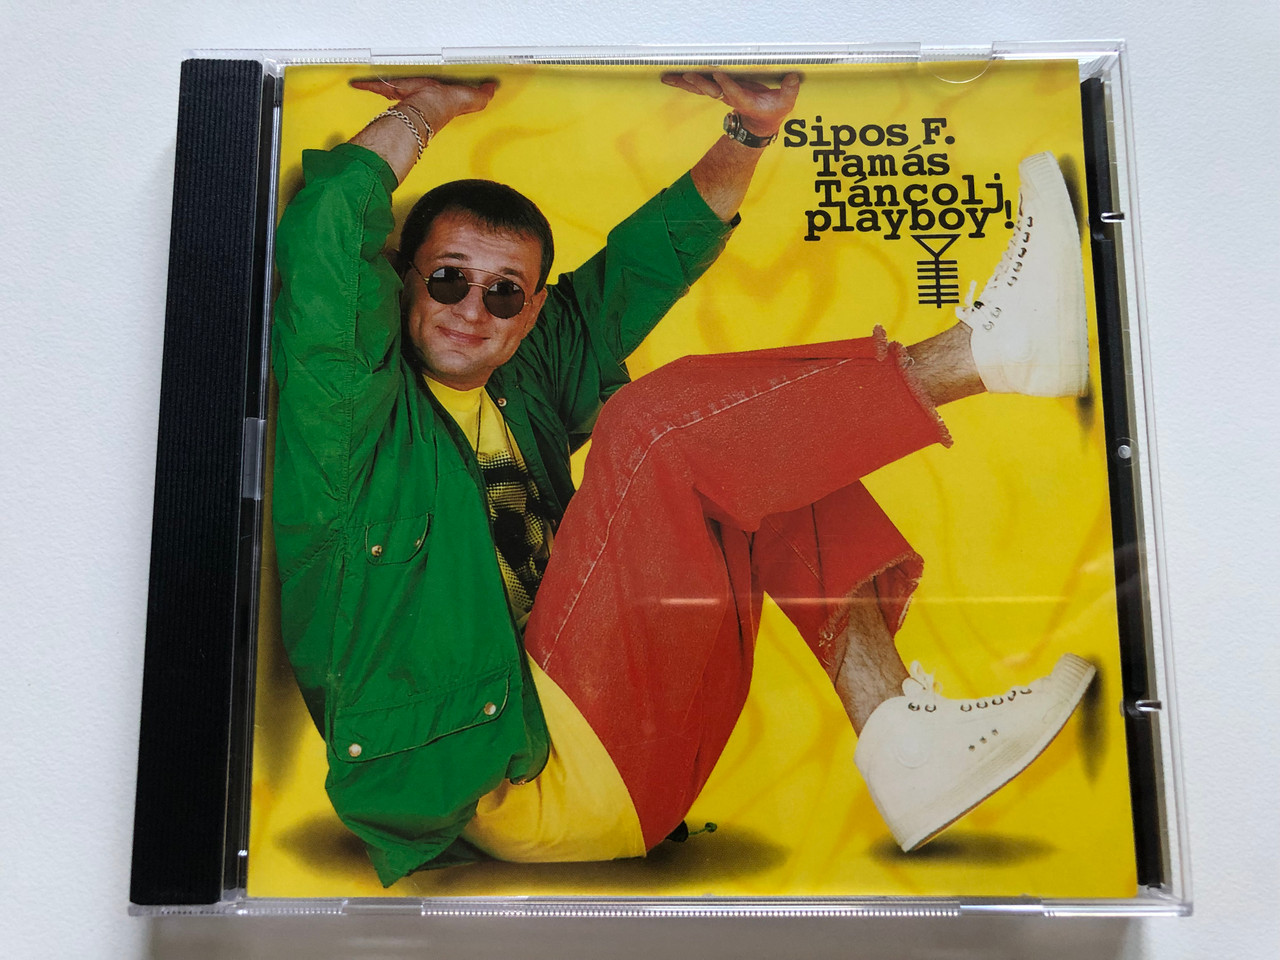 Sipos F.
Tamás
Táncolj
playboy!